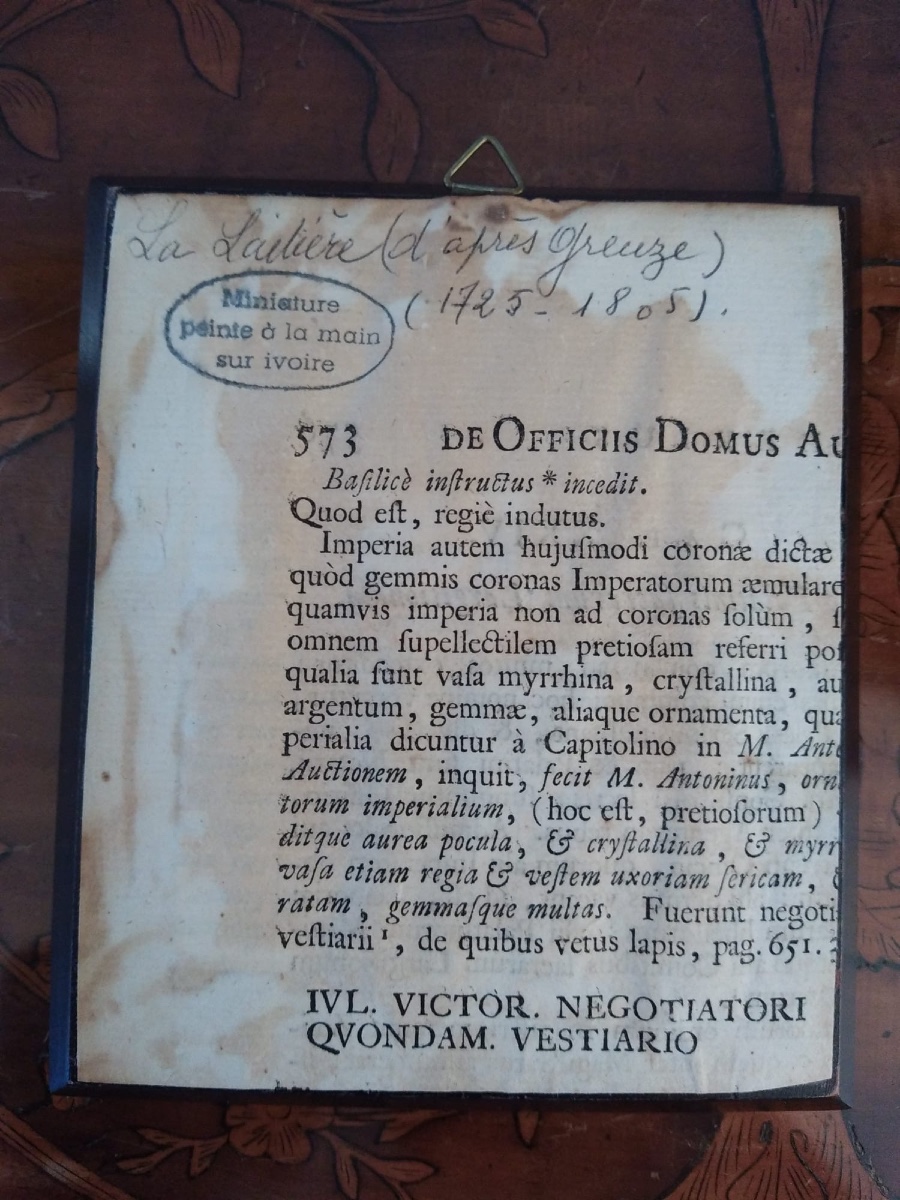 La Laitière (d'après Greuze)
(1725-1805).
Miniature
peinte à la main
sur ivoire
573 DE OFFICIIS DOMUS AU
Basilicè inſtructus * incedit.
Quod eſt, regiè indutus.
Imperia autem hujuſmodi coronæ dictæ
quòd gemmis coronas Imperatorum æmulare
quamvis imperia non ad coronas ſolùm, ſ
omnem ſupellectilem pretioſam referri poſ
qualia ſunt vaſa myrrhina, cryſtallina, au
argentum, gemmæ, aliaque ornamenta, quæ
perialia dicuntur à Capitolino in M. Anto
Auctionem, inquit, fecit M. Antoninus, orn
torum imperialium, (hoc eſt, pretioſorum)
ditque aurea pocula, & cryſtallina, & myrr
vaſa etiam regia & veſtem uxoriam ſericam,
ratam, gemmaſque multas. Fuerunt negoti
veſtiarii¹, de quibus vetus lapis, pag. 651. 3
IVL. VICTOR. NEGOTIATORI
QVONDAM. VESTIARIO